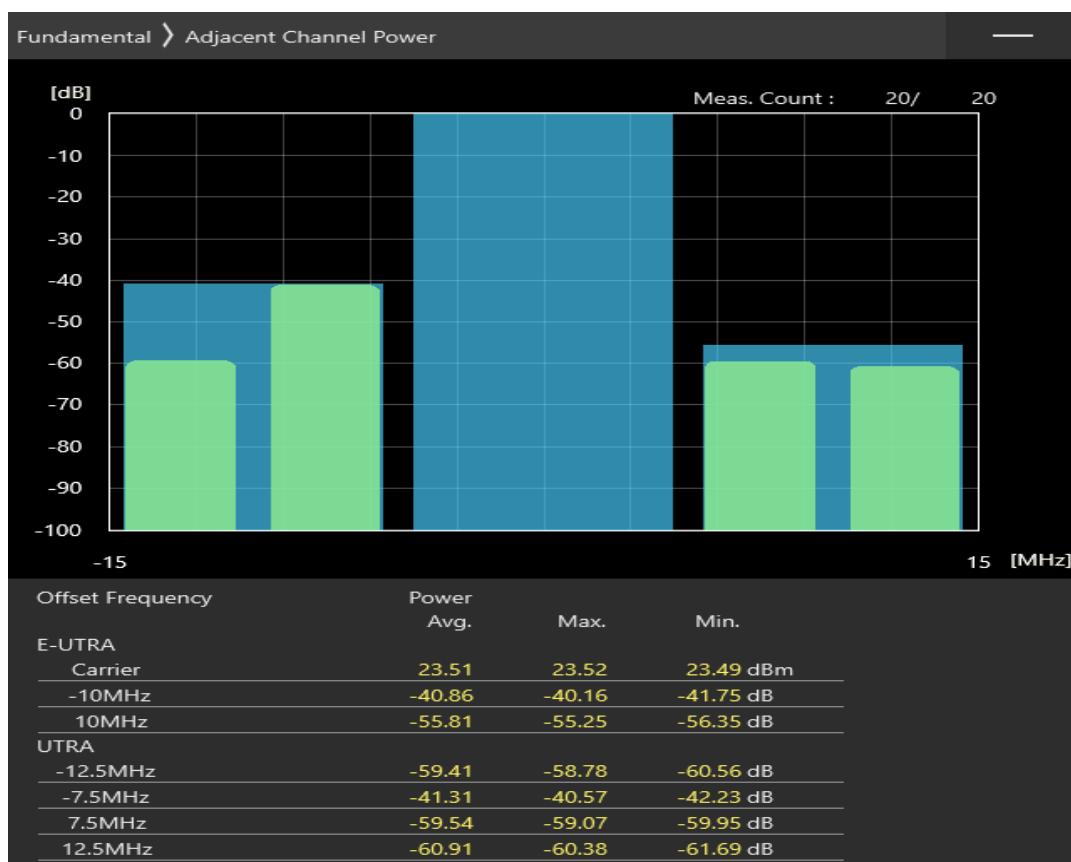 Fundamental 〉 Adjacent Channel Power
[dB]
Meas. Count : 20/ 20
0
-10
-20
-30
-40
-50
-60
-70
-80
-90
-100
-15 15 [MHz]
Offset Frequency Power
Avg. Max. Min.
E-UTRA
Carrier 23.51 23.52 23.49 dBm
-10MHz -40.86 -40.16 -41.75 dB
10MHz -55.81 -55.25 -56.35 dB
UTRA
-12.5MHz -59.41 -58.78 -60.56 dB
-7.5MHz -41.31 -40.57 -42.23 dB
7.5MHz -59.54 -59.07 -59.95 dB
12.5MHz -60.91 -60.38 -61.69 dB